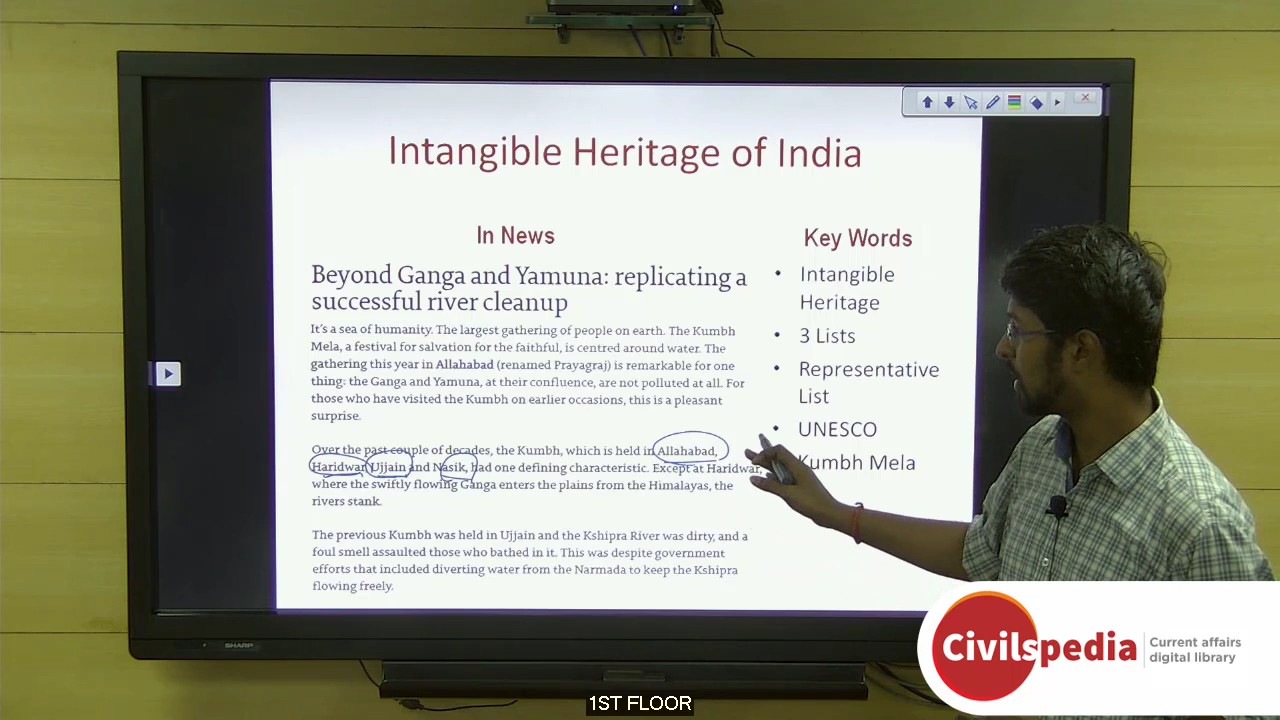 Intangible Heritage of India
In News
Beyond Ganga and Yamuna: replicating a
successful river cleanup
It's a sea of humanity. The largest gathering of people on earth. The Kumbh
Mela, a festival for salvation for the faithful, is centred around water. The
gathering this year in Allahabad (renamed Prayagraj) is remarkable for one
thing: the Ganga and Yamuna, at their confluence, are not polluted at all. For
those who have visited the Kumbh on earlier occasions, this is a pleasant
surprise.
Over the past couple of decades, the Kumbh, which is held in Allahabad,
Haridwar, Ujjain and Nasik, had one defining characteristic. Except at Haridwar,
where the swiftly flowing Ganga enters the plains from the Himalayas, the
rivers stank.
The previous Kumbh was held in Ujjain and the Kshipra River was dirty, and a
foul smell assaulted those who bathed in it. This was despite government
efforts that included diverting water from the Narmada to keep the Kshipra
flowing freely.
Key Words
• Intangible
Heritage
• 3 Lists
• Representative
List
• UNESCO
Kumbh Mela
SHARP
Civilspedia
Current affairs
digital library
1ST FLOOR